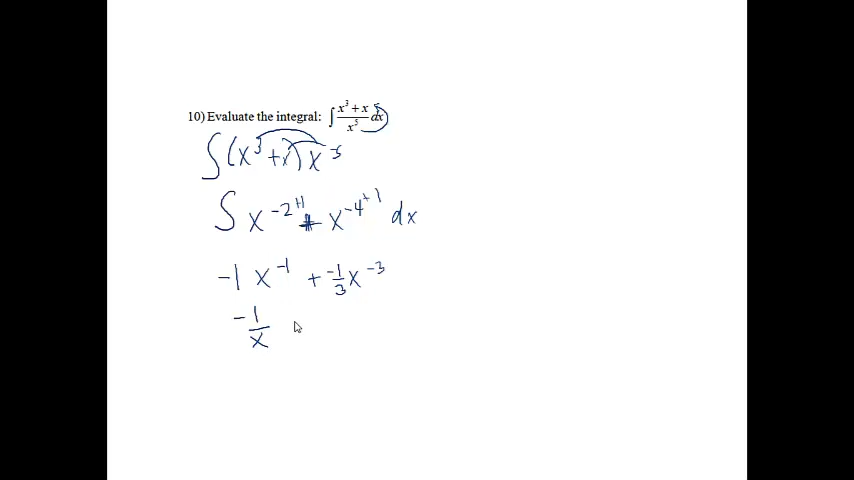 10) Evaluate the integral: ∫ (x³ + x)/x⁵ dx
∫ (x³ + x) x⁻⁵
∫ x⁻²⁺¹ + x⁻⁴⁺¹ dx
-1 x⁻¹ + -1/3 x⁻³
-1/x